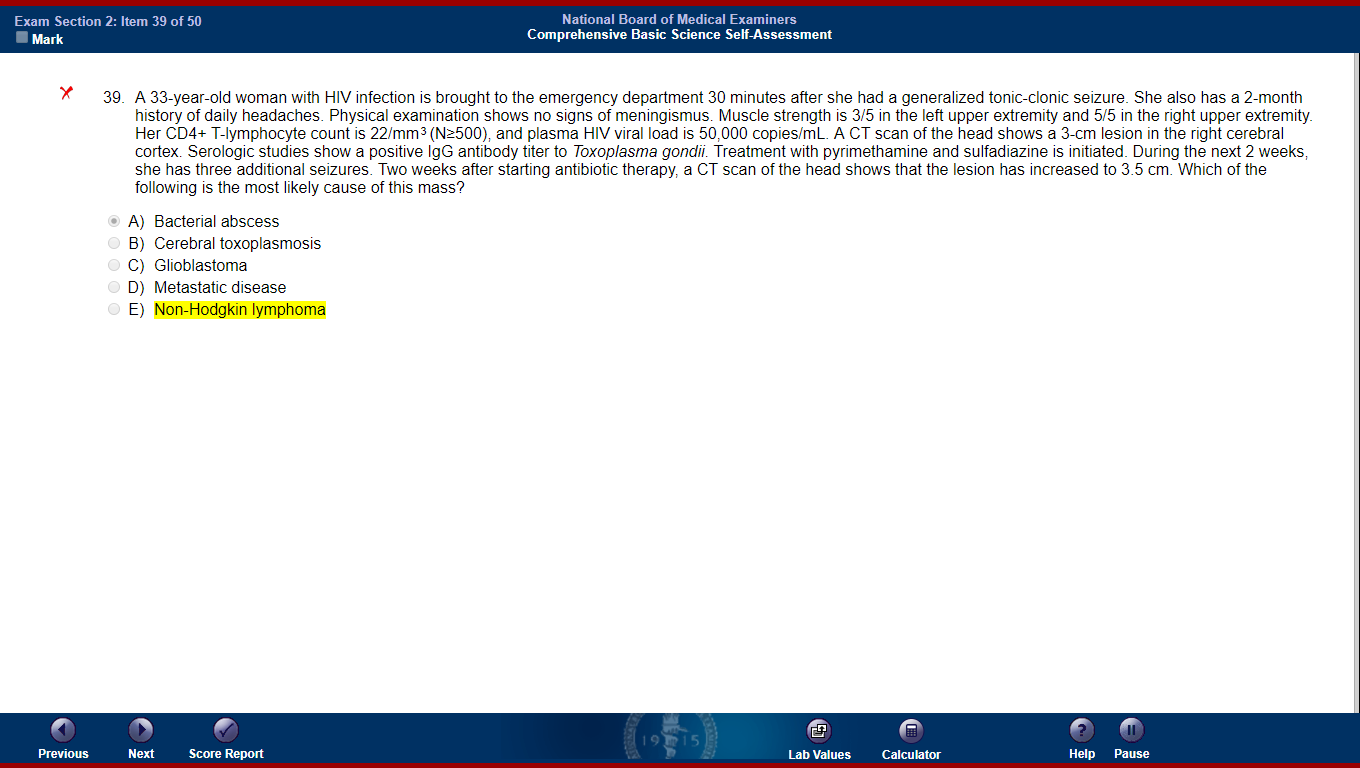 Exam Section 2: Item 39 of 50
Mark
National Board of Medical Examiners
Comprehensive Basic Science Self-Assessment
39. A 33-year-old woman with HIV infection is brought to the emergency department 30 minutes after she had a generalized tonic-clonic seizure. She also has a 2-month
history of daily headaches. Physical examination shows no signs of meningismus. Muscle strength is 3/5 in the left upper extremity and 5/5 in the right upper extremity.
Her CD4+ T-lymphocyte count is 22/mm³ (N≥500), and plasma HIV viral load is 50,000 copies/mL. A CT scan of the head shows a 3-cm lesion in the right cerebral
cortex. Serologic studies show a positive IgG antibody titer to Toxoplasma gondii. Treatment with pyrimethamine and sulfadiazine is initiated. During the next 2 weeks,
she has three additional seizures. Two weeks after starting antibiotic therapy, a CT scan of the head shows that the lesion has increased to 3.5 cm. Which of the
following is the most likely cause of this mass?
A) Bacterial abscess
B) Cerebral toxoplasmosis
C) Glioblastoma
D) Metastatic disease
E) Non-Hodgkin lymphoma
1915
Previous
Next
Score Report
Lab Values
Calculator
Help
Pause